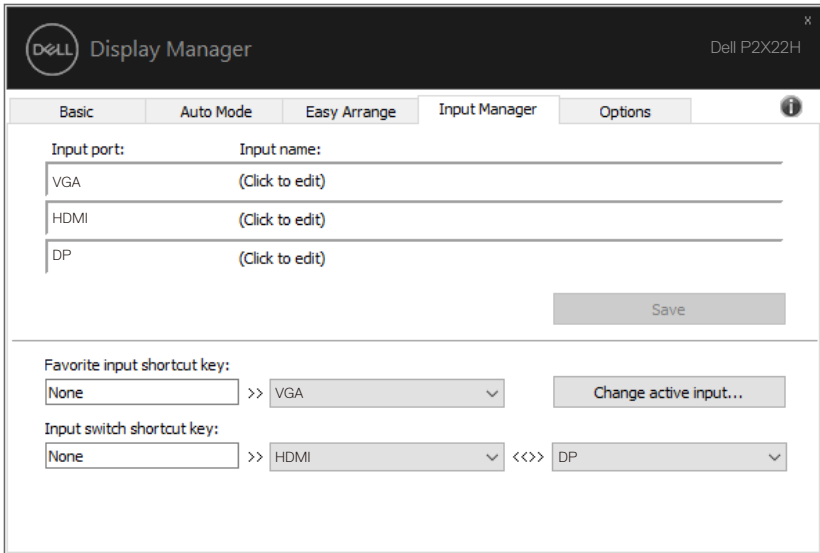 x
DELL Display Manager Dell P2X22H
Basic Auto Mode Easy Arrange Input Manager Options i
Input port: Input name:
VGA (Click to edit)
HDMI (Click to edit)
DP (Click to edit)
Save
Favorite input shortcut key:
None >> VGA Change active input...
Input switch shortcut key:
None >> HDMI <<>> DP